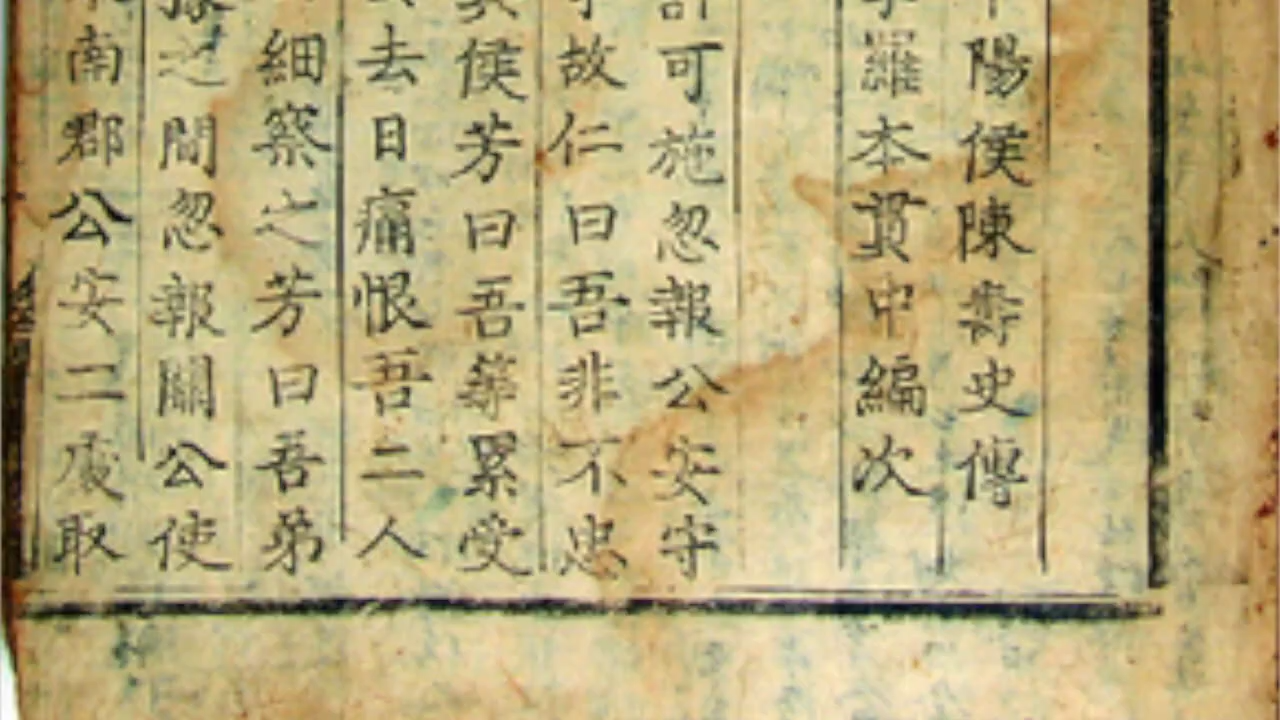 陽侯陳壽史傳
羅本貫中編次
可施忽報公安守
故仁曰吾非不忠
侯芳曰吾等累受
去日痛恨吾二人
細察之芳曰吾弟
之間忽報關公使
南郡公安二處取